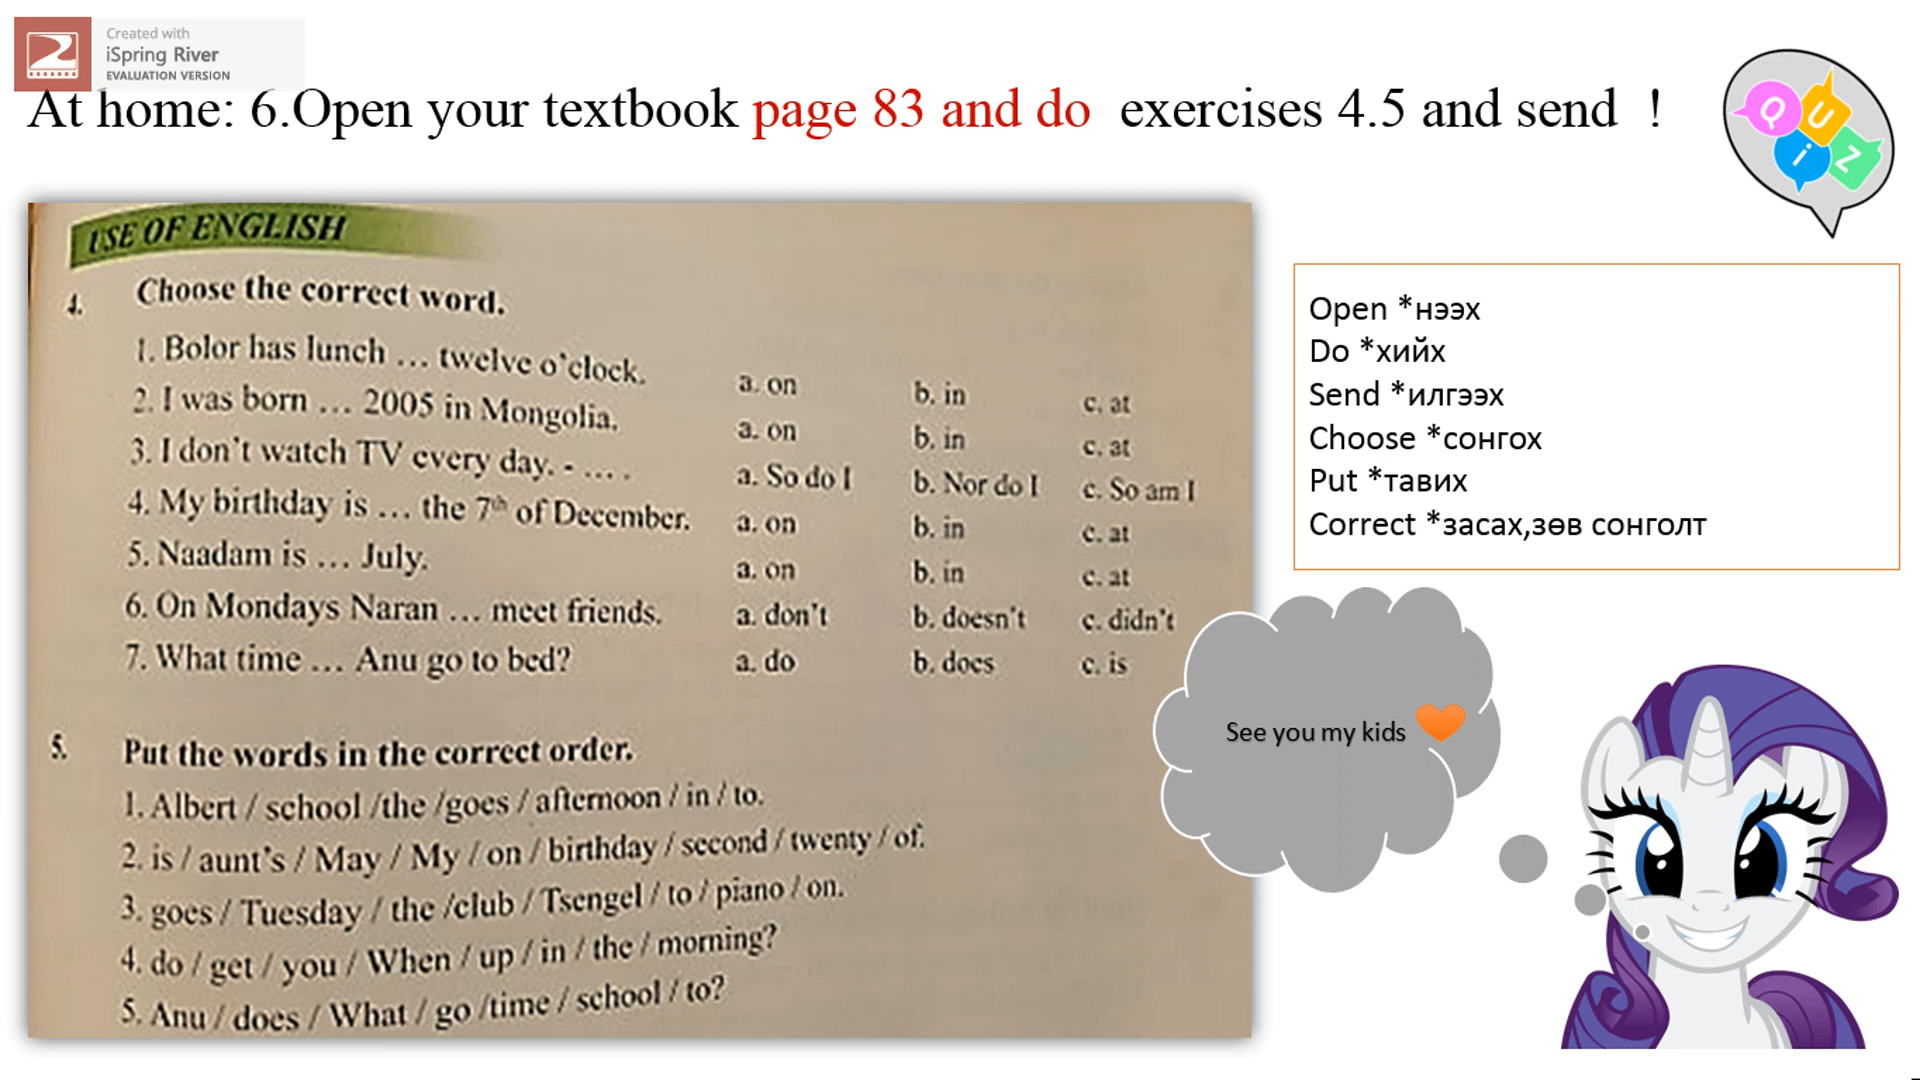 Created with
iSpring River
EVALUATION VERSION
At home: 6.Open your textbook page 83 and do exercises 4.5 and send !
QUiZ
USE OF ENGLISH
4. Choose the correct word.
1. Bolor has lunch ... twelve o'clock. a. on b. in c. at
2. I was born ... 2005 in Mongolia. a. on b. in c. at
3. I don't watch TV every day. - ... . a. So do I b. Nor do I c. So am I
4. My birthday is ... the 7th of December. a. on b. in c. at
5. Naadam is ... July. a. on b. in c. at
6. On Mondays Naran ... meet friends. a. don't b. doesn't c. didn't
7. What time ... Anu go to bed? a. do b. does c. is
5. Put the words in the correct order.
1. Albert / school /the /goes / afternoon / in / to.
2. is / aunt's / May / My / on / birthday / second / twenty / of.
3. goes / Tuesday / the /club / Tsengel / to / piano / on.
4. do / get / you / When / up / in / the / morning?
5. Anu / does / What / go /time / school / to?
Open *нээх
Do *хийх
Send *илгээх
Choose *сонгох
Put *тавих
Correct *засах,зөв сонголт
See you my kids